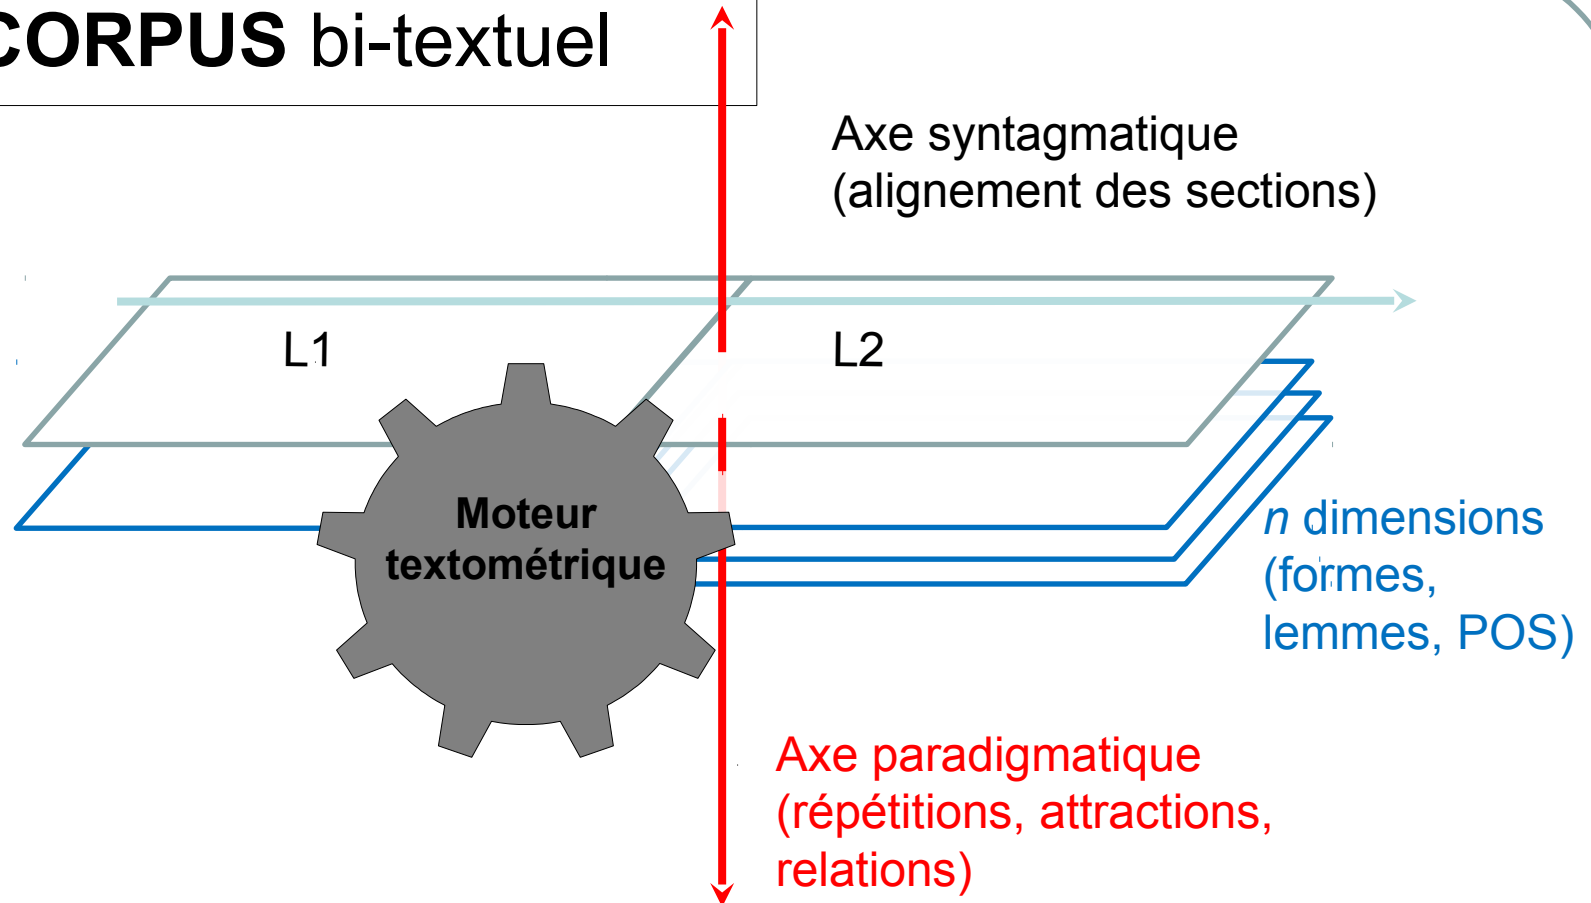 CORPUS bi-textuel
Axe syntagmatique
(alignement des sections)
L1
L2
Moteur
textométrique
n dimensions
(formes,
lemmes, POS)
Axe paradigmatique
(répétitions, attractions,
relations)